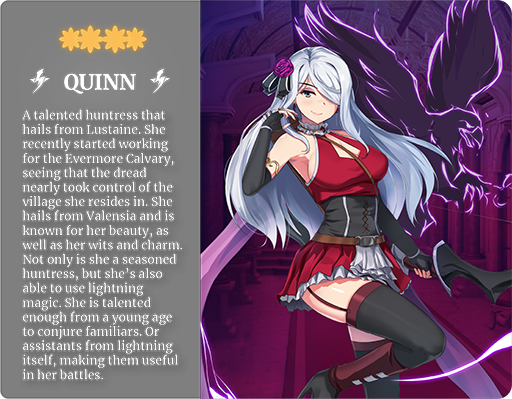 QUINN
A talented huntress that
hails from Lustaine. She
recently started working
for the Evermore Calvary,
seeing that the dread
nearly took control of the
village she resides in. She
hails from Valensia and is
known for her beauty, as
well as her wits and charm.
Not only is she a seasoned
huntress, but she's also
able to use lightning
magic. She is talented
enough from a young age
to conjure familiars. Or
assistants from lightning
itself, making them useful
in her battles.